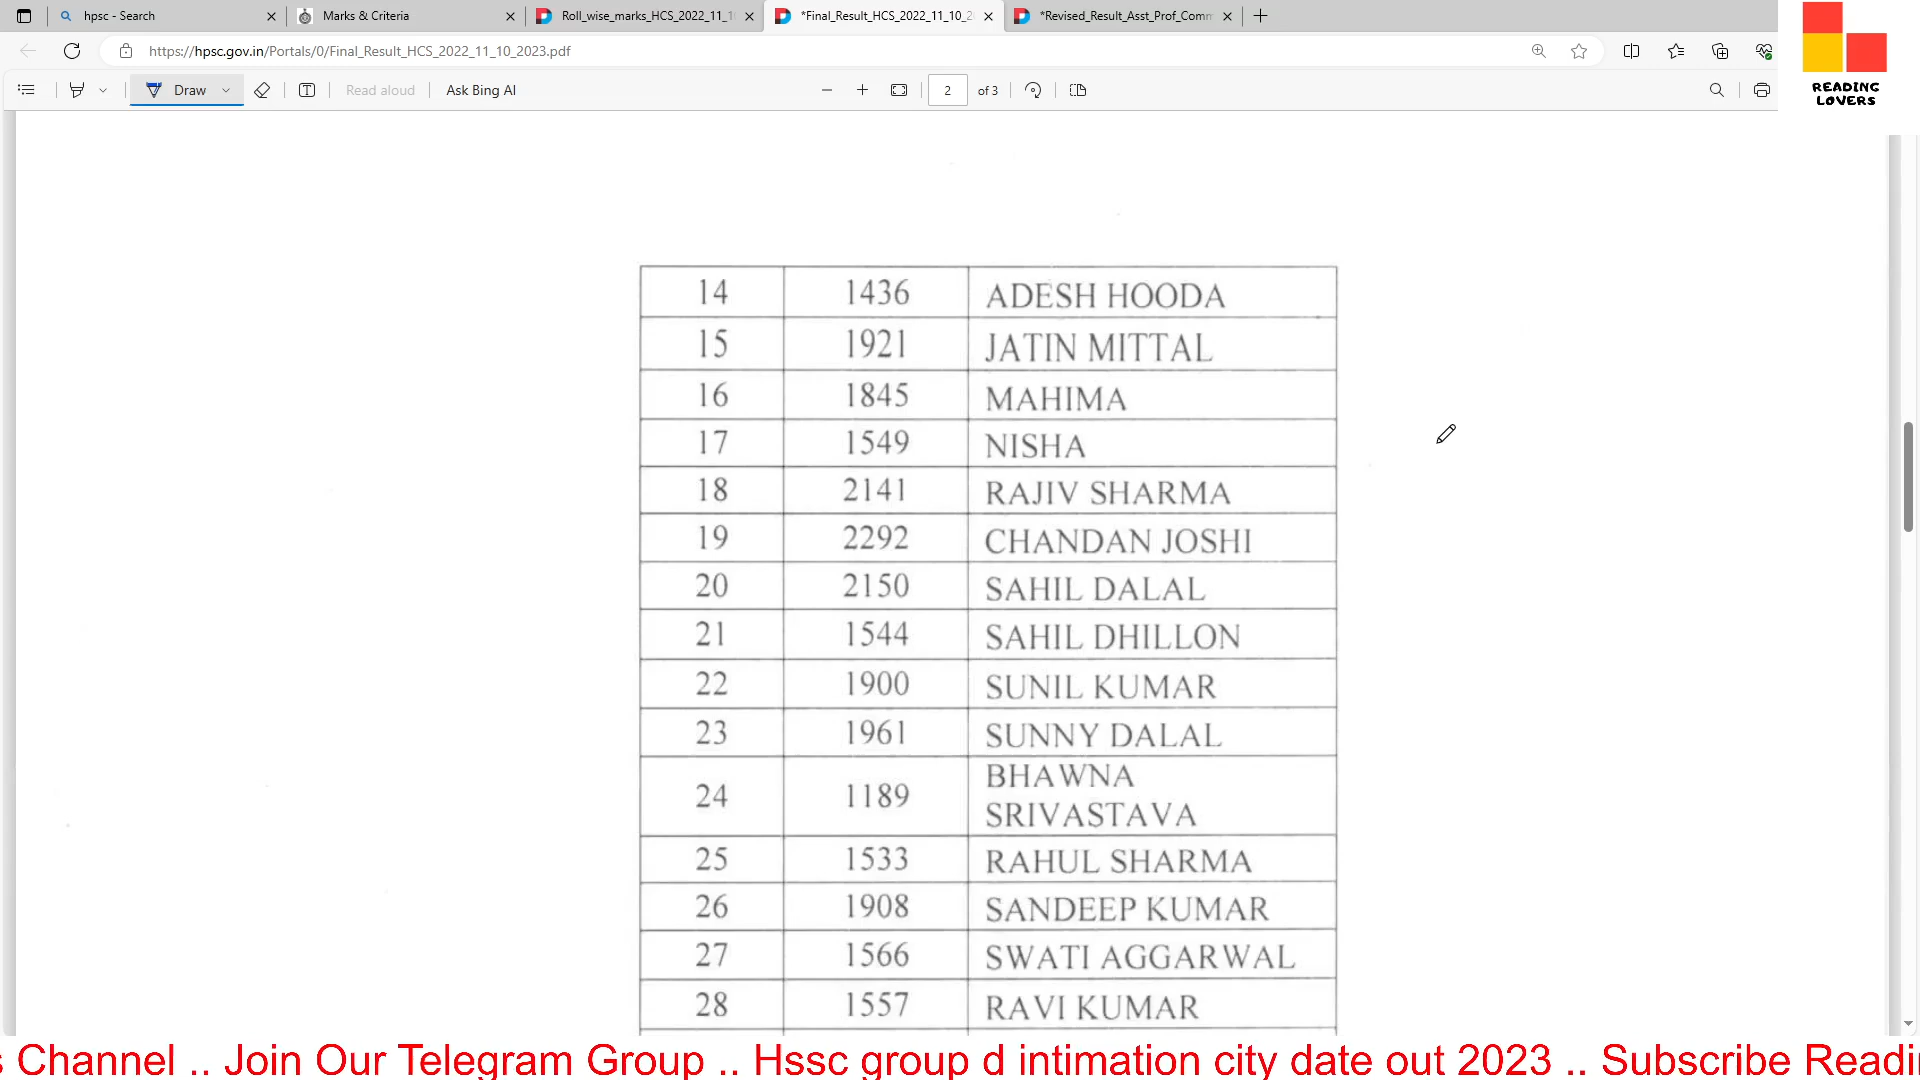 hpsc - Search
Marks & Criteria
Roll_wise_marks_HCS_2022_11_1
*Final_Result_HCS_2022_11_10_2
*Revised_Result_Asst_Prof_Comm
https://hpsc.gov.in/Portals/0/Final_Result_HCS_2022_11_10_2023.pdf
Draw
Read aloud
Ask Bing AI
2 of 3
READING
LOVERS
14 1436 ADESH HOODA
15 1921 JATIN MITTAL
16 1845 MAHIMA
17 1549 NISHA
18 2141 RAJIV SHARMA
19 2292 CHANDAN JOSHI
20 2150 SAHIL DALAL
21 1544 SAHIL DHILLON
22 1900 SUNIL KUMAR
23 1961 SUNNY DALAL
24 1189 BHAWNA
SRIVASTAVA
25 1533 RAHUL SHARMA
26 1908 SANDEEP KUMAR
27 1566 SWATI AGGARWAL
28 1557 RAVI KUMAR
s Channel .. Join Our Telegram Group .. Hssc group d intimation city date out 2023 .. Subscribe Readi